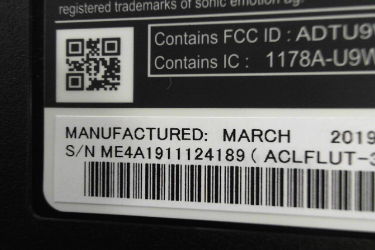 registered trademarks of sonic emotion ag.
Contains FCC ID : ADTU9
Contains IC : 1178A-U9W
MANUFACTURED: MARCH 2019
S/N ME4A1911124189 ( ACLFLUT-3